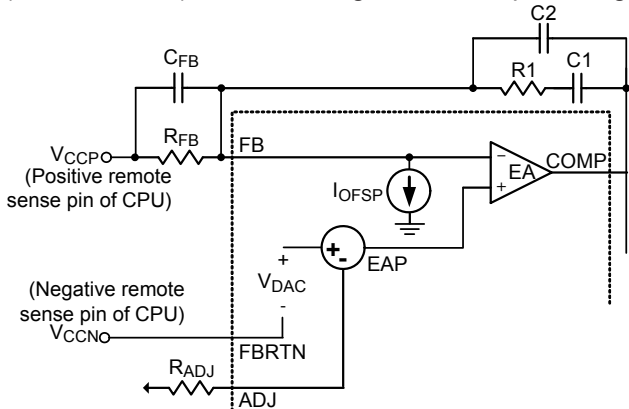 C2
CFB
R1
C1
RFB
FB
VCCP
(Positive remote
sense pin of CPU)
IOFSP
−
+
EA
COMP
+
-
EAP
+
VDAC
-
(Negative remote
sense pin of CPU)
VCCN
FBRTN
RADJ
ADJ